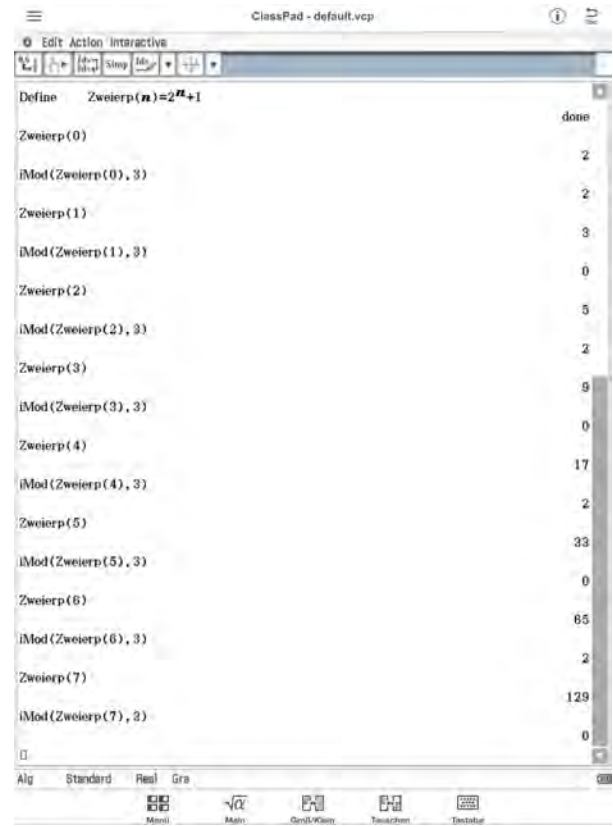 ClassPad - default.vcp
Edit Action Interactive
Simp
Define Zweierp(n)=2^n+1
done
Zweierp(0)
2
iMod(Zweierp(0),3)
2
Zweierp(1)
3
iMod(Zweierp(1),3)
0
Zweierp(2)
5
iMod(Zweierp(2),3)
2
Zweierp(3)
9
iMod(Zweierp(3),3)
0
Zweierp(4)
17
iMod(Zweierp(4),3)
2
Zweierp(5)
33
iMod(Zweierp(5),3)
0
Zweierp(6)
65
iMod(Zweierp(6),3)
2
Zweierp(7)
129
iMod(Zweierp(7),3)
0
Alg Standard Reel Gra
Menü Main Groß/Klein Tauschen Tastatur